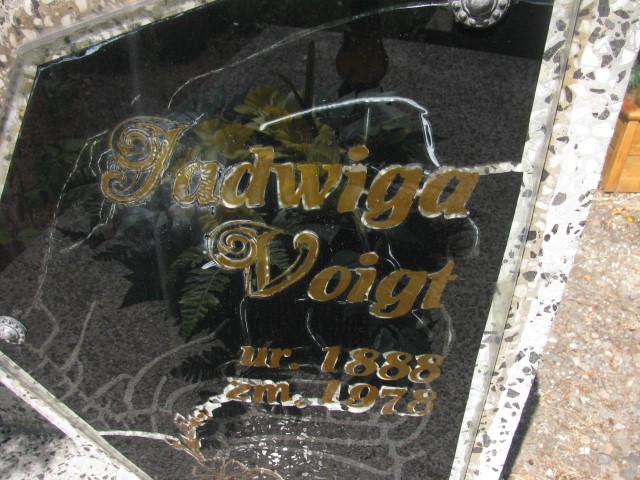 Jadwiga
Voigt
ur. 1888
zm. 1978